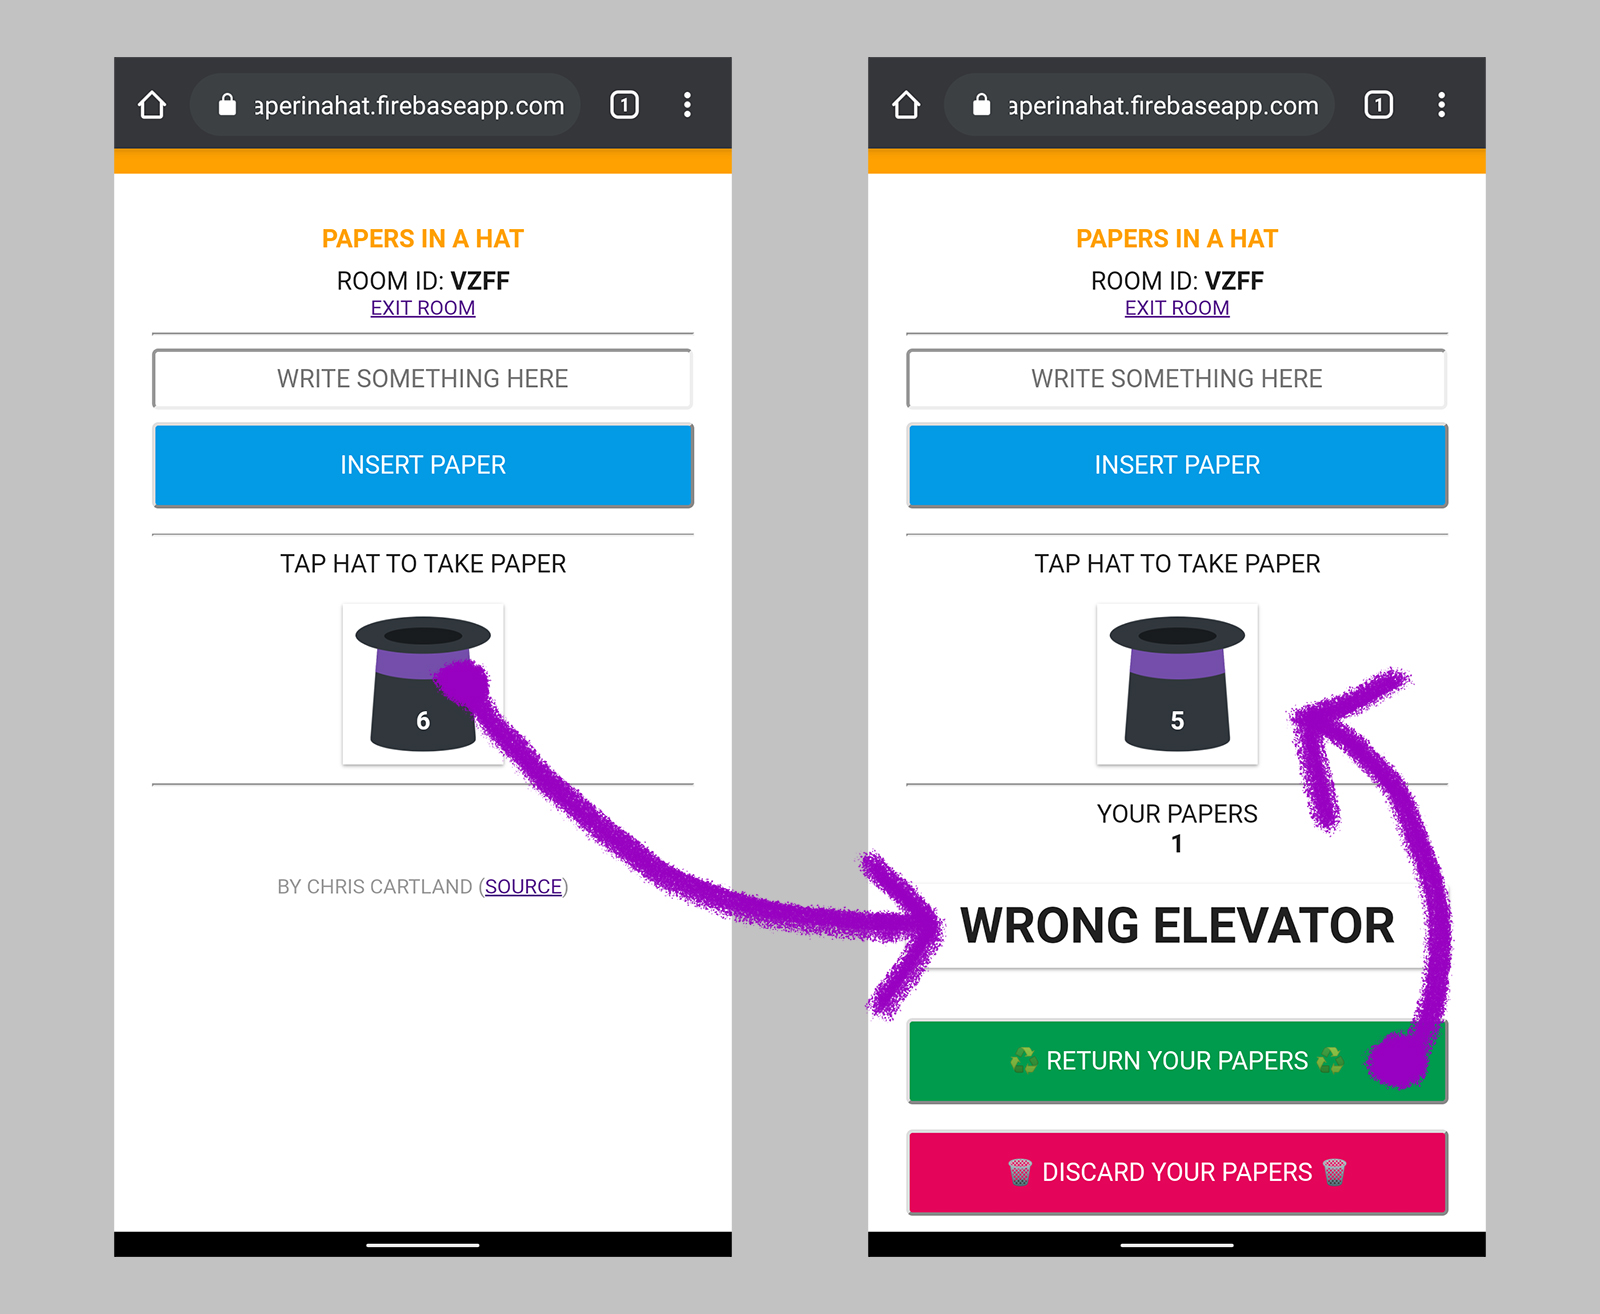 aperinahat.firebaseapp.com
1
PAPERS IN A HAT
ROOM ID: VZFF
EXIT ROOM
WRITE SOMETHING HERE
INSERT PAPER
TAP HAT TO TAKE PAPER
6
BY CHRIS CARTLAND (SOURCE)
aperinahat.firebaseapp.com
1
PAPERS IN A HAT
ROOM ID: VZFF
EXIT ROOM
WRITE SOMETHING HERE
INSERT PAPER
TAP HAT TO TAKE PAPER
5
YOUR PAPERS
1
WRONG ELEVATOR
♻️ RETURN YOUR PAPERS ♻️
🗑️ DISCARD YOUR PAPERS 🗑️